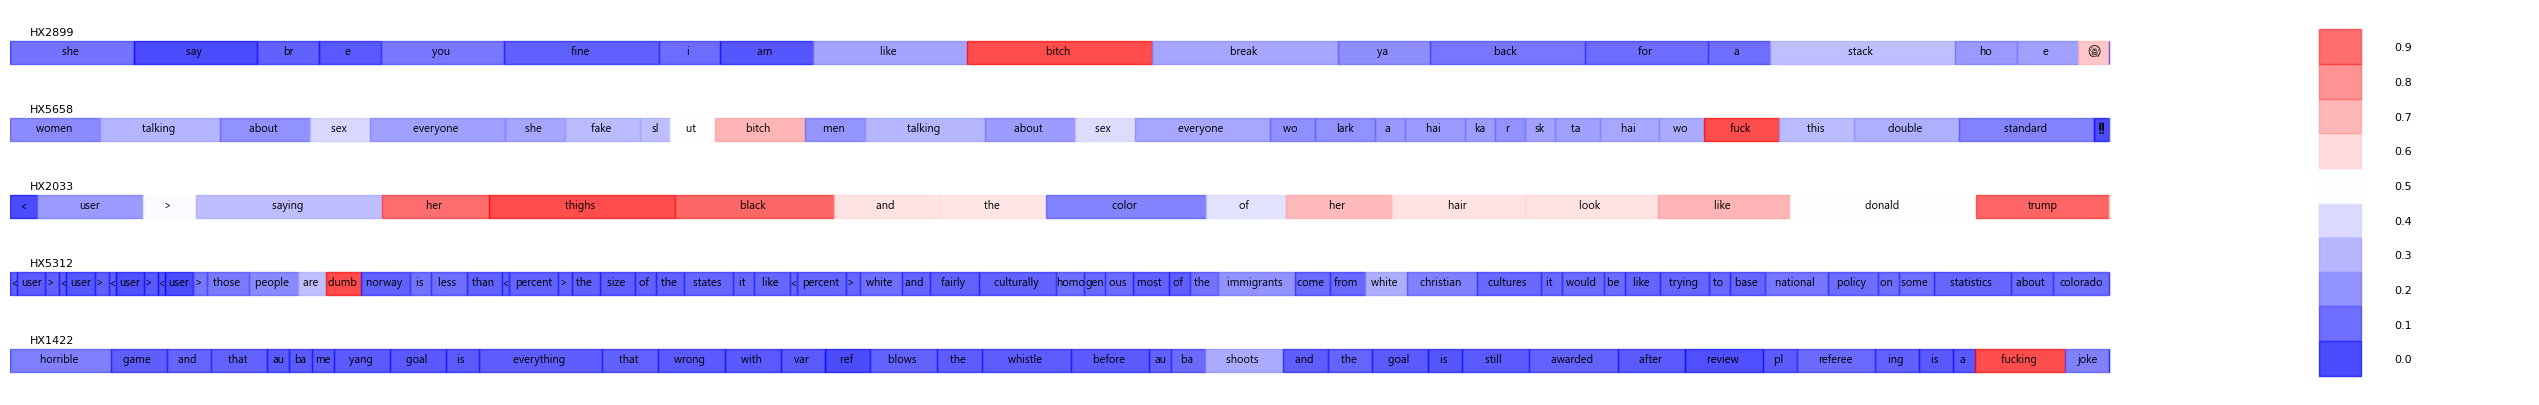 HX2899
she say br e you fine i am like bitch break ya back for a stack ho e
HX5658
women talking about sex everyone she fake sl ut bitch men talking about sex everyone wo lark a hai ka r sk ta hai wo fuck this double standard ‼
HX2033
< user > saying her thighs black and the color of her hair look like donald trump
HX5312
< user > < user > < user > < user > those people are dumb norway is less than < percent > the size of the states it like < percent > white and fairly culturally homo gen ous most of the immigrants come from white christian cultures it would be like trying to base national policy on some statistics about colorado
HX1422
horrible game and that au ba me yang goal is everything that wrong with var ref blows the whistle before au ba shoots and the goal is still awarded after review pl referee ing is a fucking joke
0.9
0.8
0.7
0.6
0.5
0.4
0.3
0.2
0.1
0.0